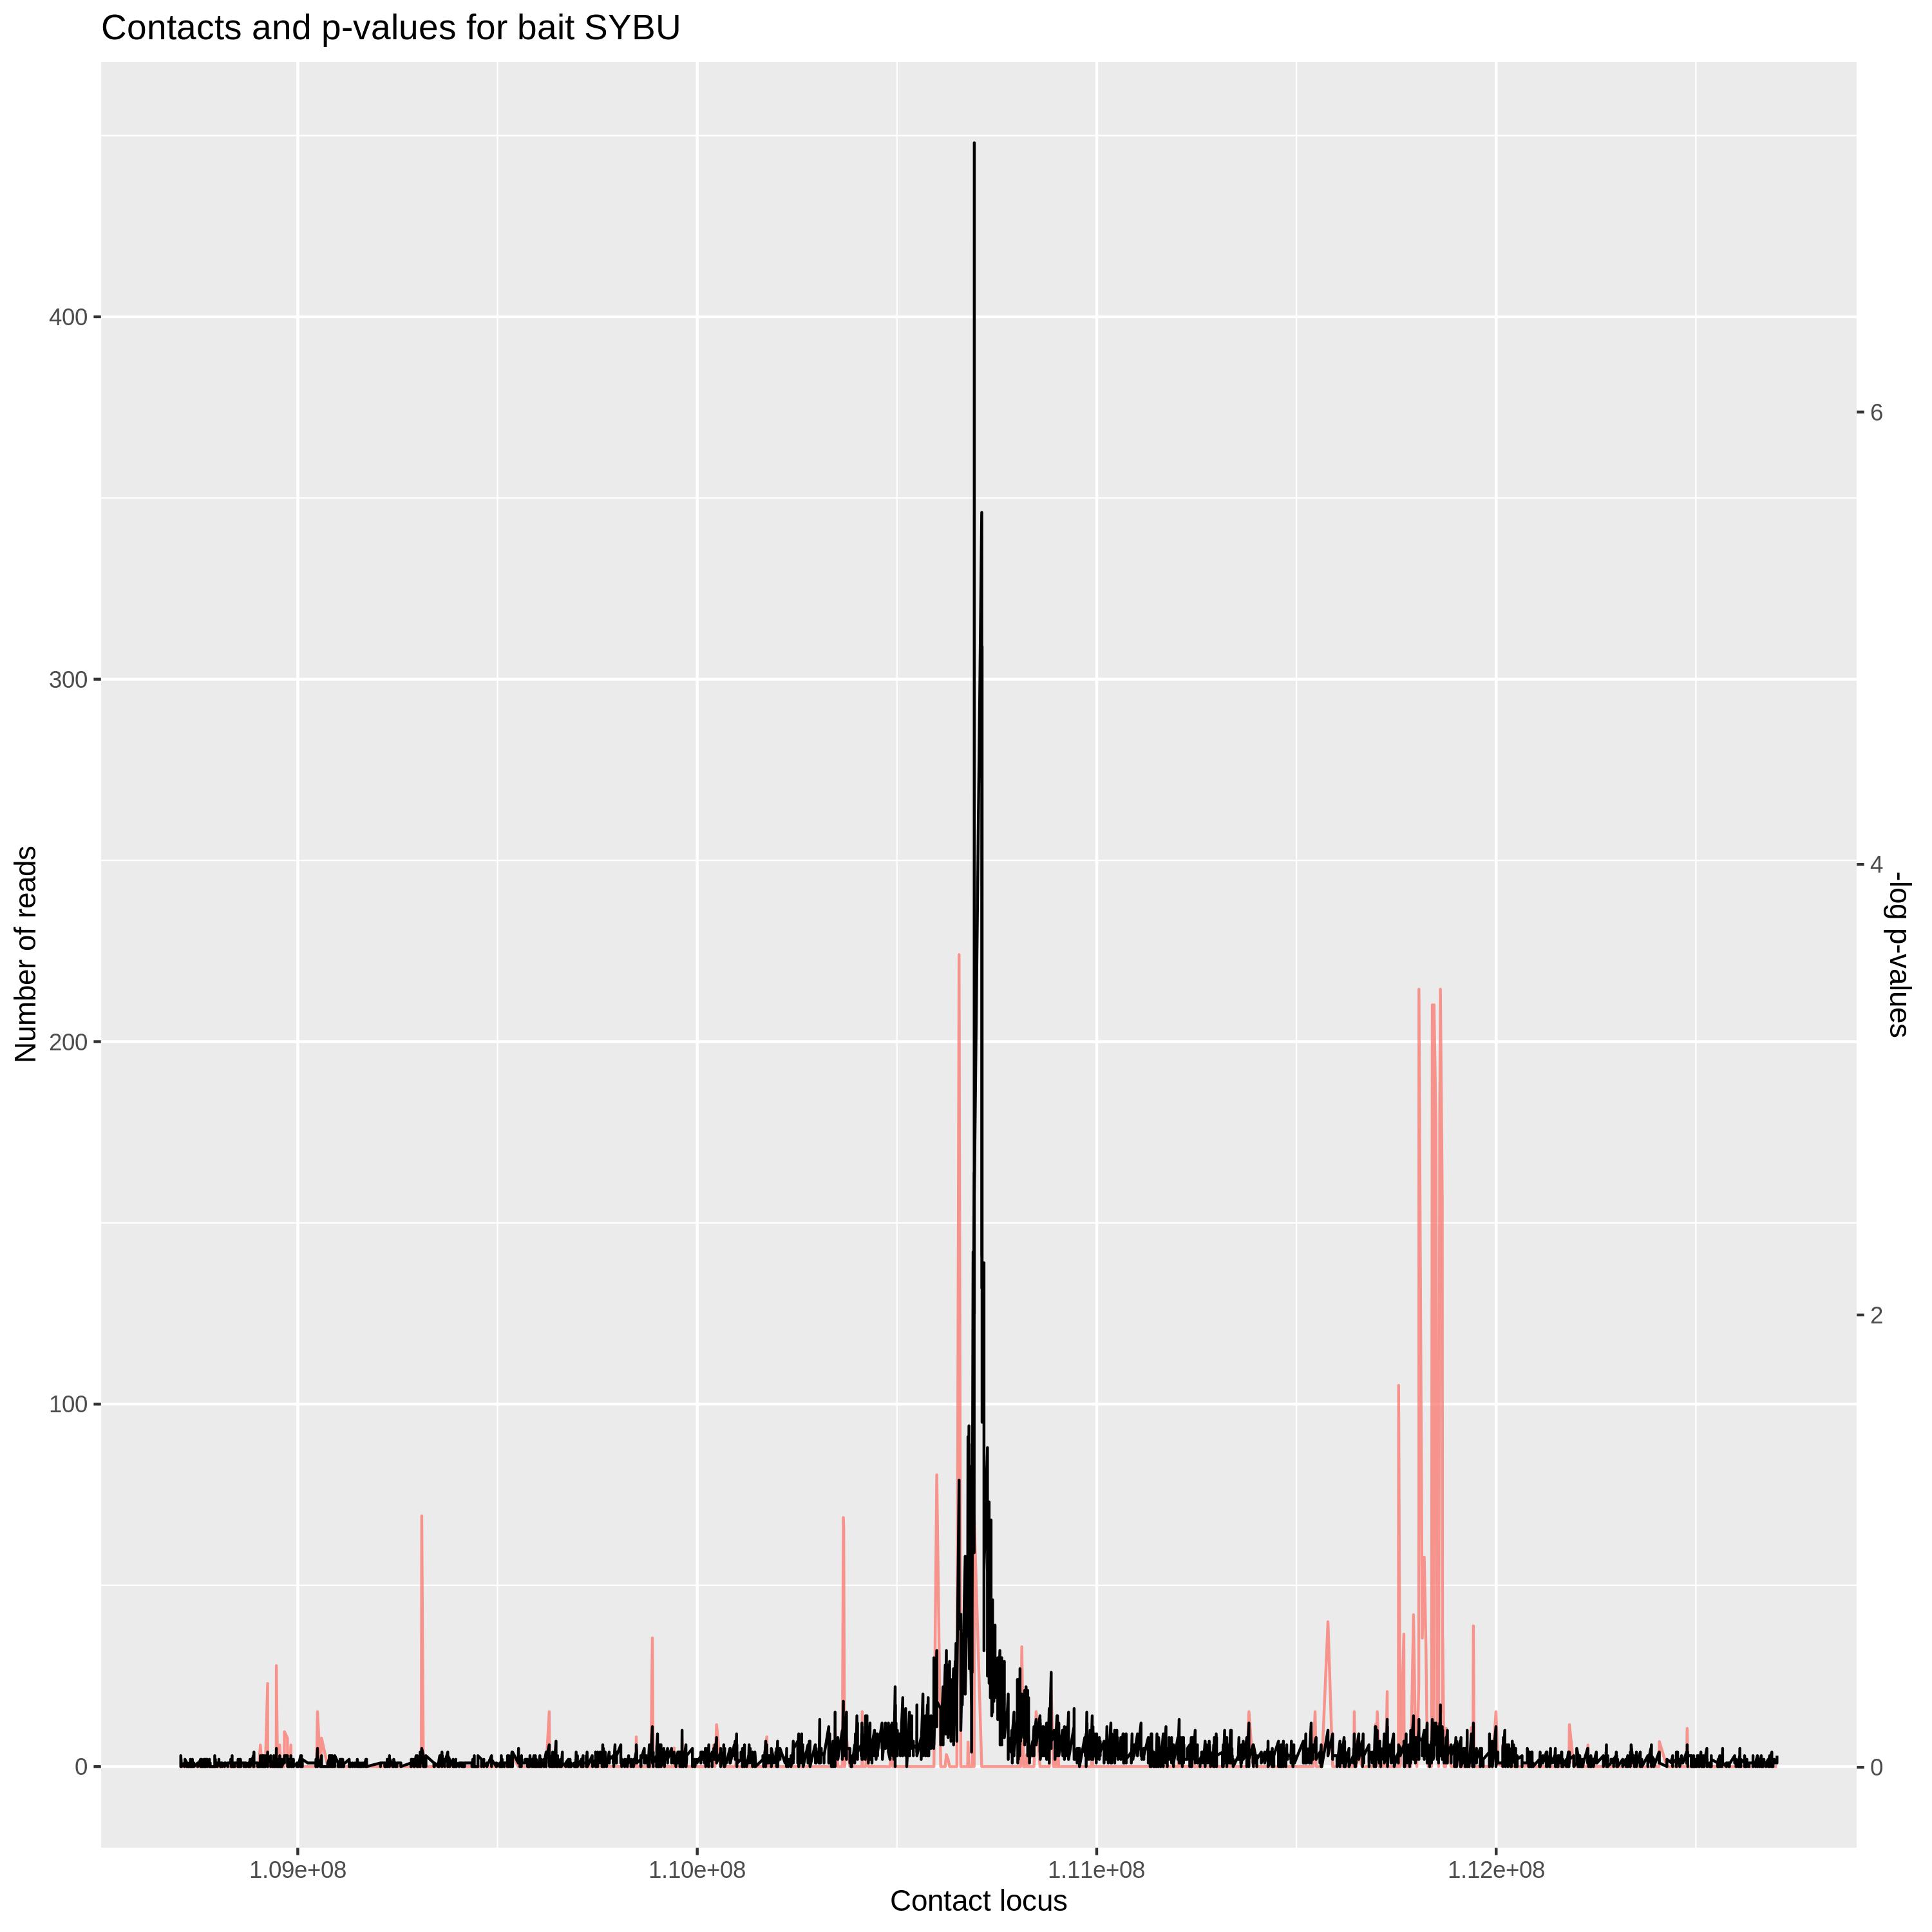 Contacts and p-values for bait SYBU
Number of reads
400
300
200
100
0
6
4
2
0
-log p-values
1.09e+08
1.10e+08
1.11e+08
1.12e+08
Contact locus